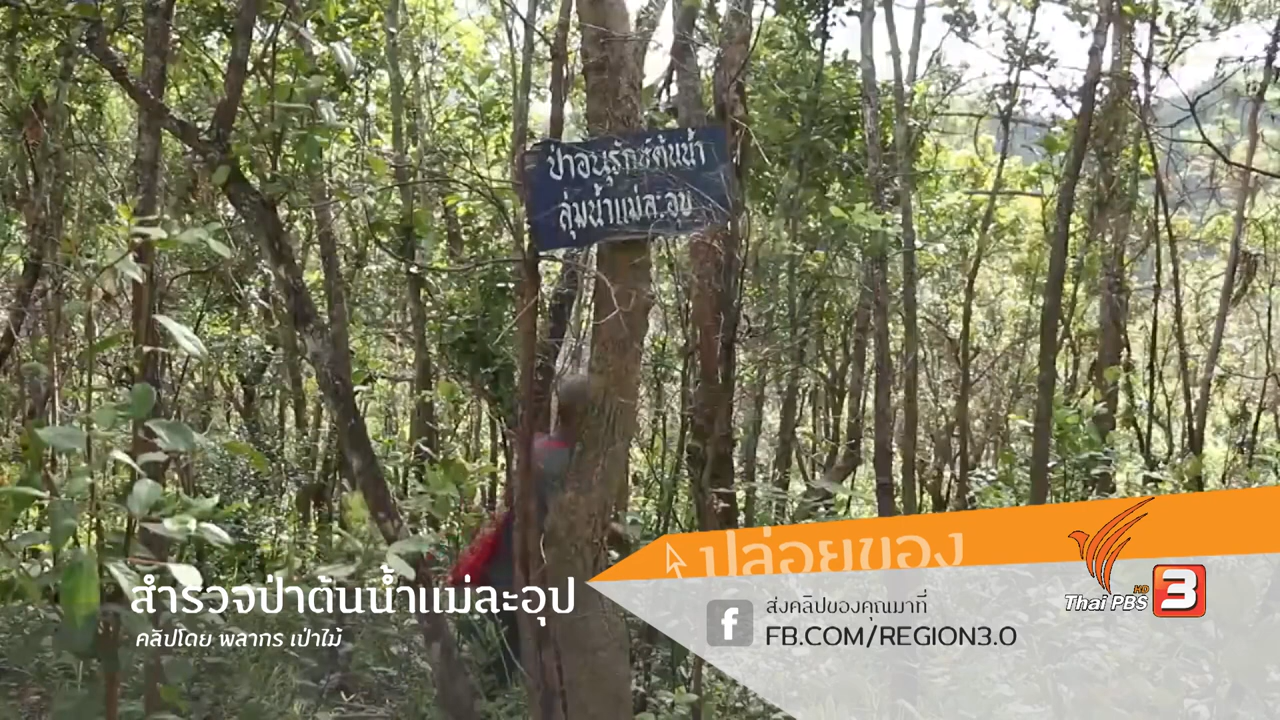 ป่าอนุรักษ์ต้นน้ำ
ลุ่มน้ำแม่ละอุป
ปล่อยของ
สำรวจป่าต้นน้ำแม่ละอุป
คลิปโดย พลากร เป่าไม้
f
ส่งคลิปของคุณมาที่
FB.COM/REGION3.0
Thai PBS HD 3